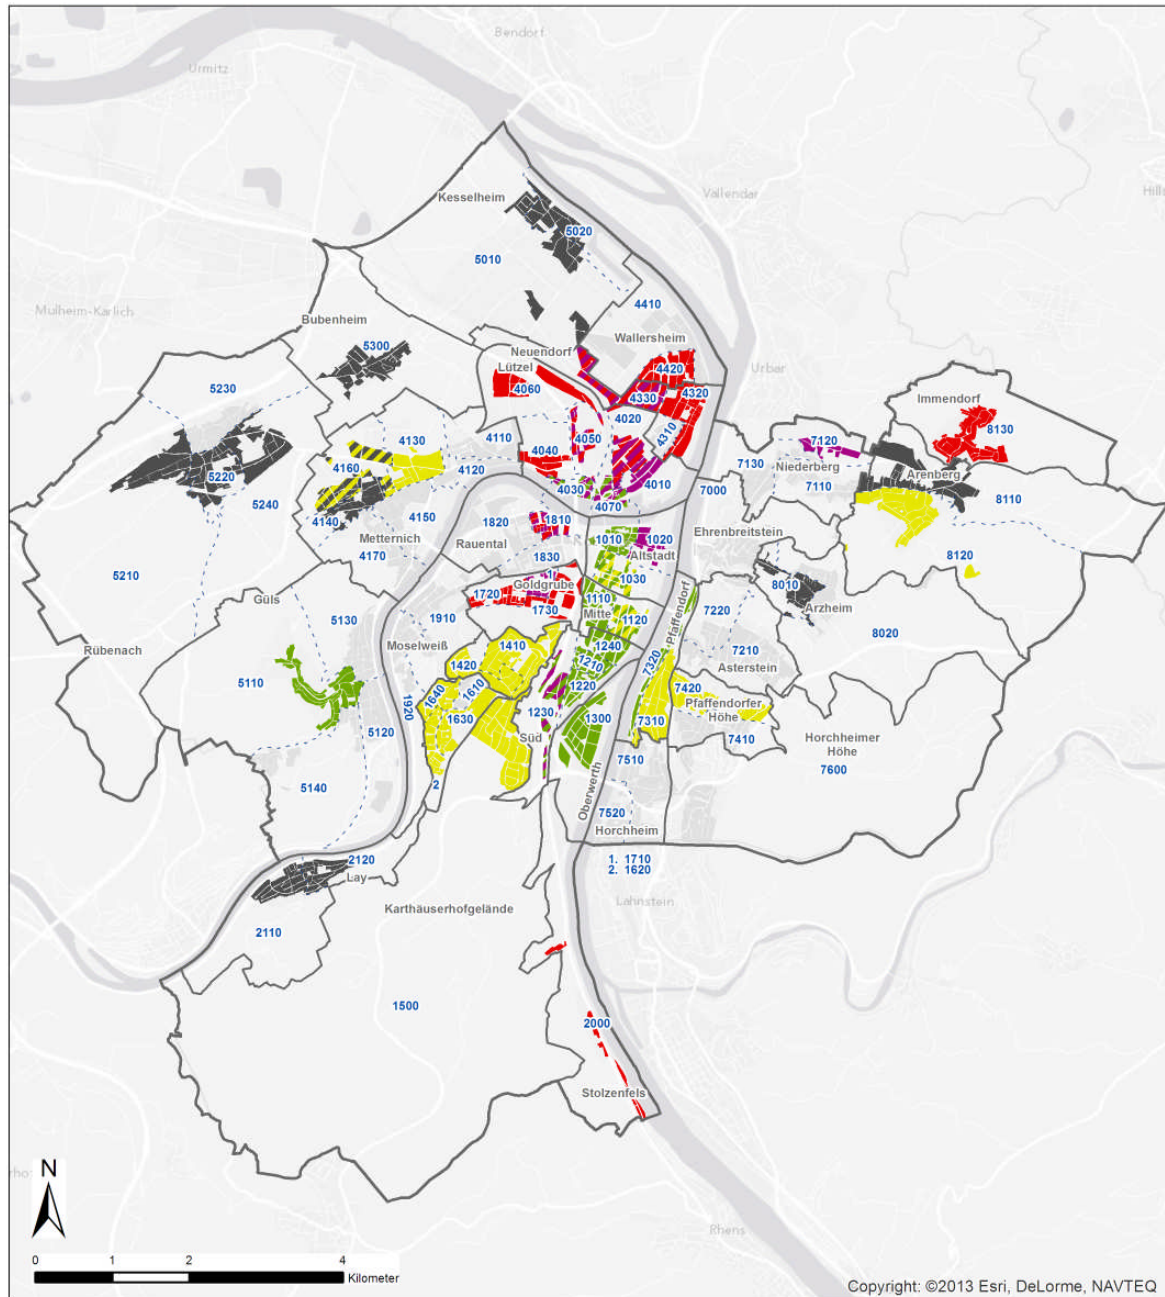 Bendorf
Urmitz
Vallendar
Kesselheim
5020
5010
4410
Mulheim-Karlich
Bubenheim
Wallersheim
5300
Neuendorf
Lützel
Urbar
4420
5230
4060
4330
4320
Immendorf
4020
8130
4130
4110
4050
4310
7120
4160
4040
Niederberg
Arenberg
5220
4120
7130
4030
4010
7110
8110
5240
4070
7000
4140
4150
1820
1810
Metternich
Rauental
1010
1020
Ehrenbreitstein
4170
1830
Altstadt
8120
5210
1
Goldgrube
1030
8010
Güls
1720
1110
Pfaffendorf
Arzheim
5130
1730
Mitte
1120
7220
1910
8020
Moselweiß
1410
1240
7210
Rübenach
1420
1210
7320
Asterstein
5110
1640
1610
1220
7420
1920
1630
1230
1300
7310
Pfaffendorfer
Höhe
5120
Süd
7410
Horchheimer
Höhe
7510
7600
5140
2
Oberwerth
7520
Horchheim
2120
1. 1710
2. 1620
Lay
Lahnstein
Karthäuserhofgelände
2110
1500
2000
Stolzenfels
N
Rhens
0 1 2 4
Kilometer
Copyright: ©2013 Esri, DeLorme, NAVTEQ